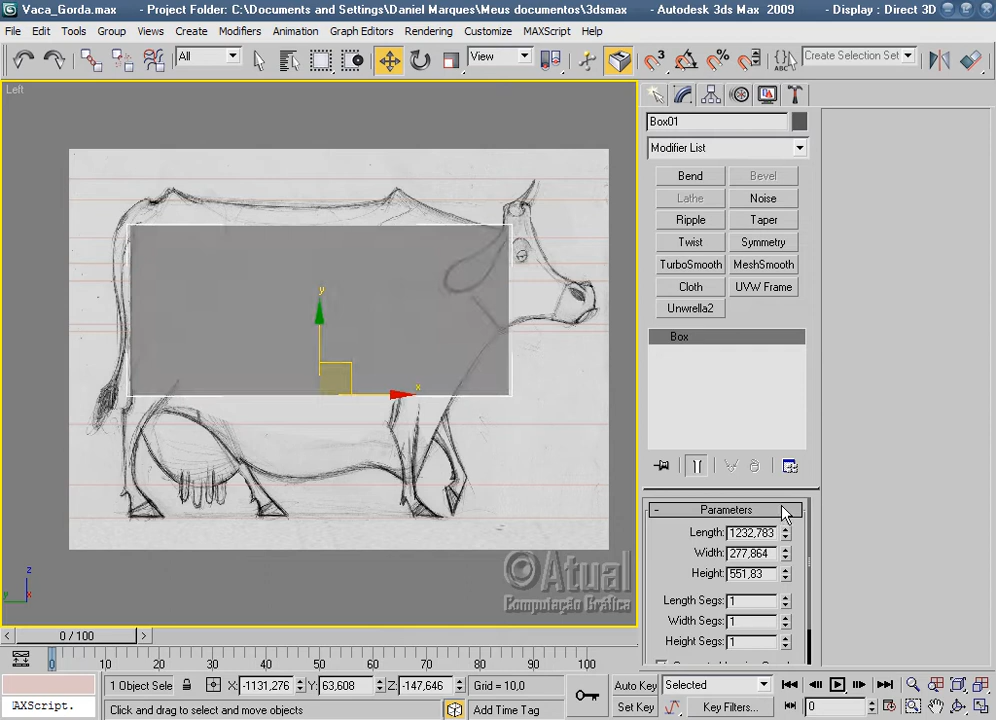 Vaca_Gorda.max - Project Folder: C:\Documents and Settings\Daniel Marques\Meus documentos\3dsmax - Autodesk 3ds Max 2009 - Display : Direct 3D
File Edit Tools Group Views Create Modifiers Animation Graph Editors Rendering Customize MAXScript Help
All View Create Selection Set
Left
Box01
Modifier List
Bend Bevel
Lathe Noise
Ripple Taper
Twist Symmetry
TurboSmooth MeshSmooth
Cloth UVW Frame
Unwrella2
Box
y
x
- Parameters
Length: 1232,783
Width: 277,864
Height: 551,83
Length Segs: 1
Width Segs: 1
Height Segs: 1
z
y x
©Atual
Computação Gráfica
< 0 / 100 >
0 10 20 30 40 50 60 70 80 90 100
1 Object Sele X: -1131,276 Y: 63,608 Z: -147,646 Grid = 10,0 Auto Key Selected
AXScript. Click and drag to select and move objects Add Time Tag Set Key Key Filters... 0